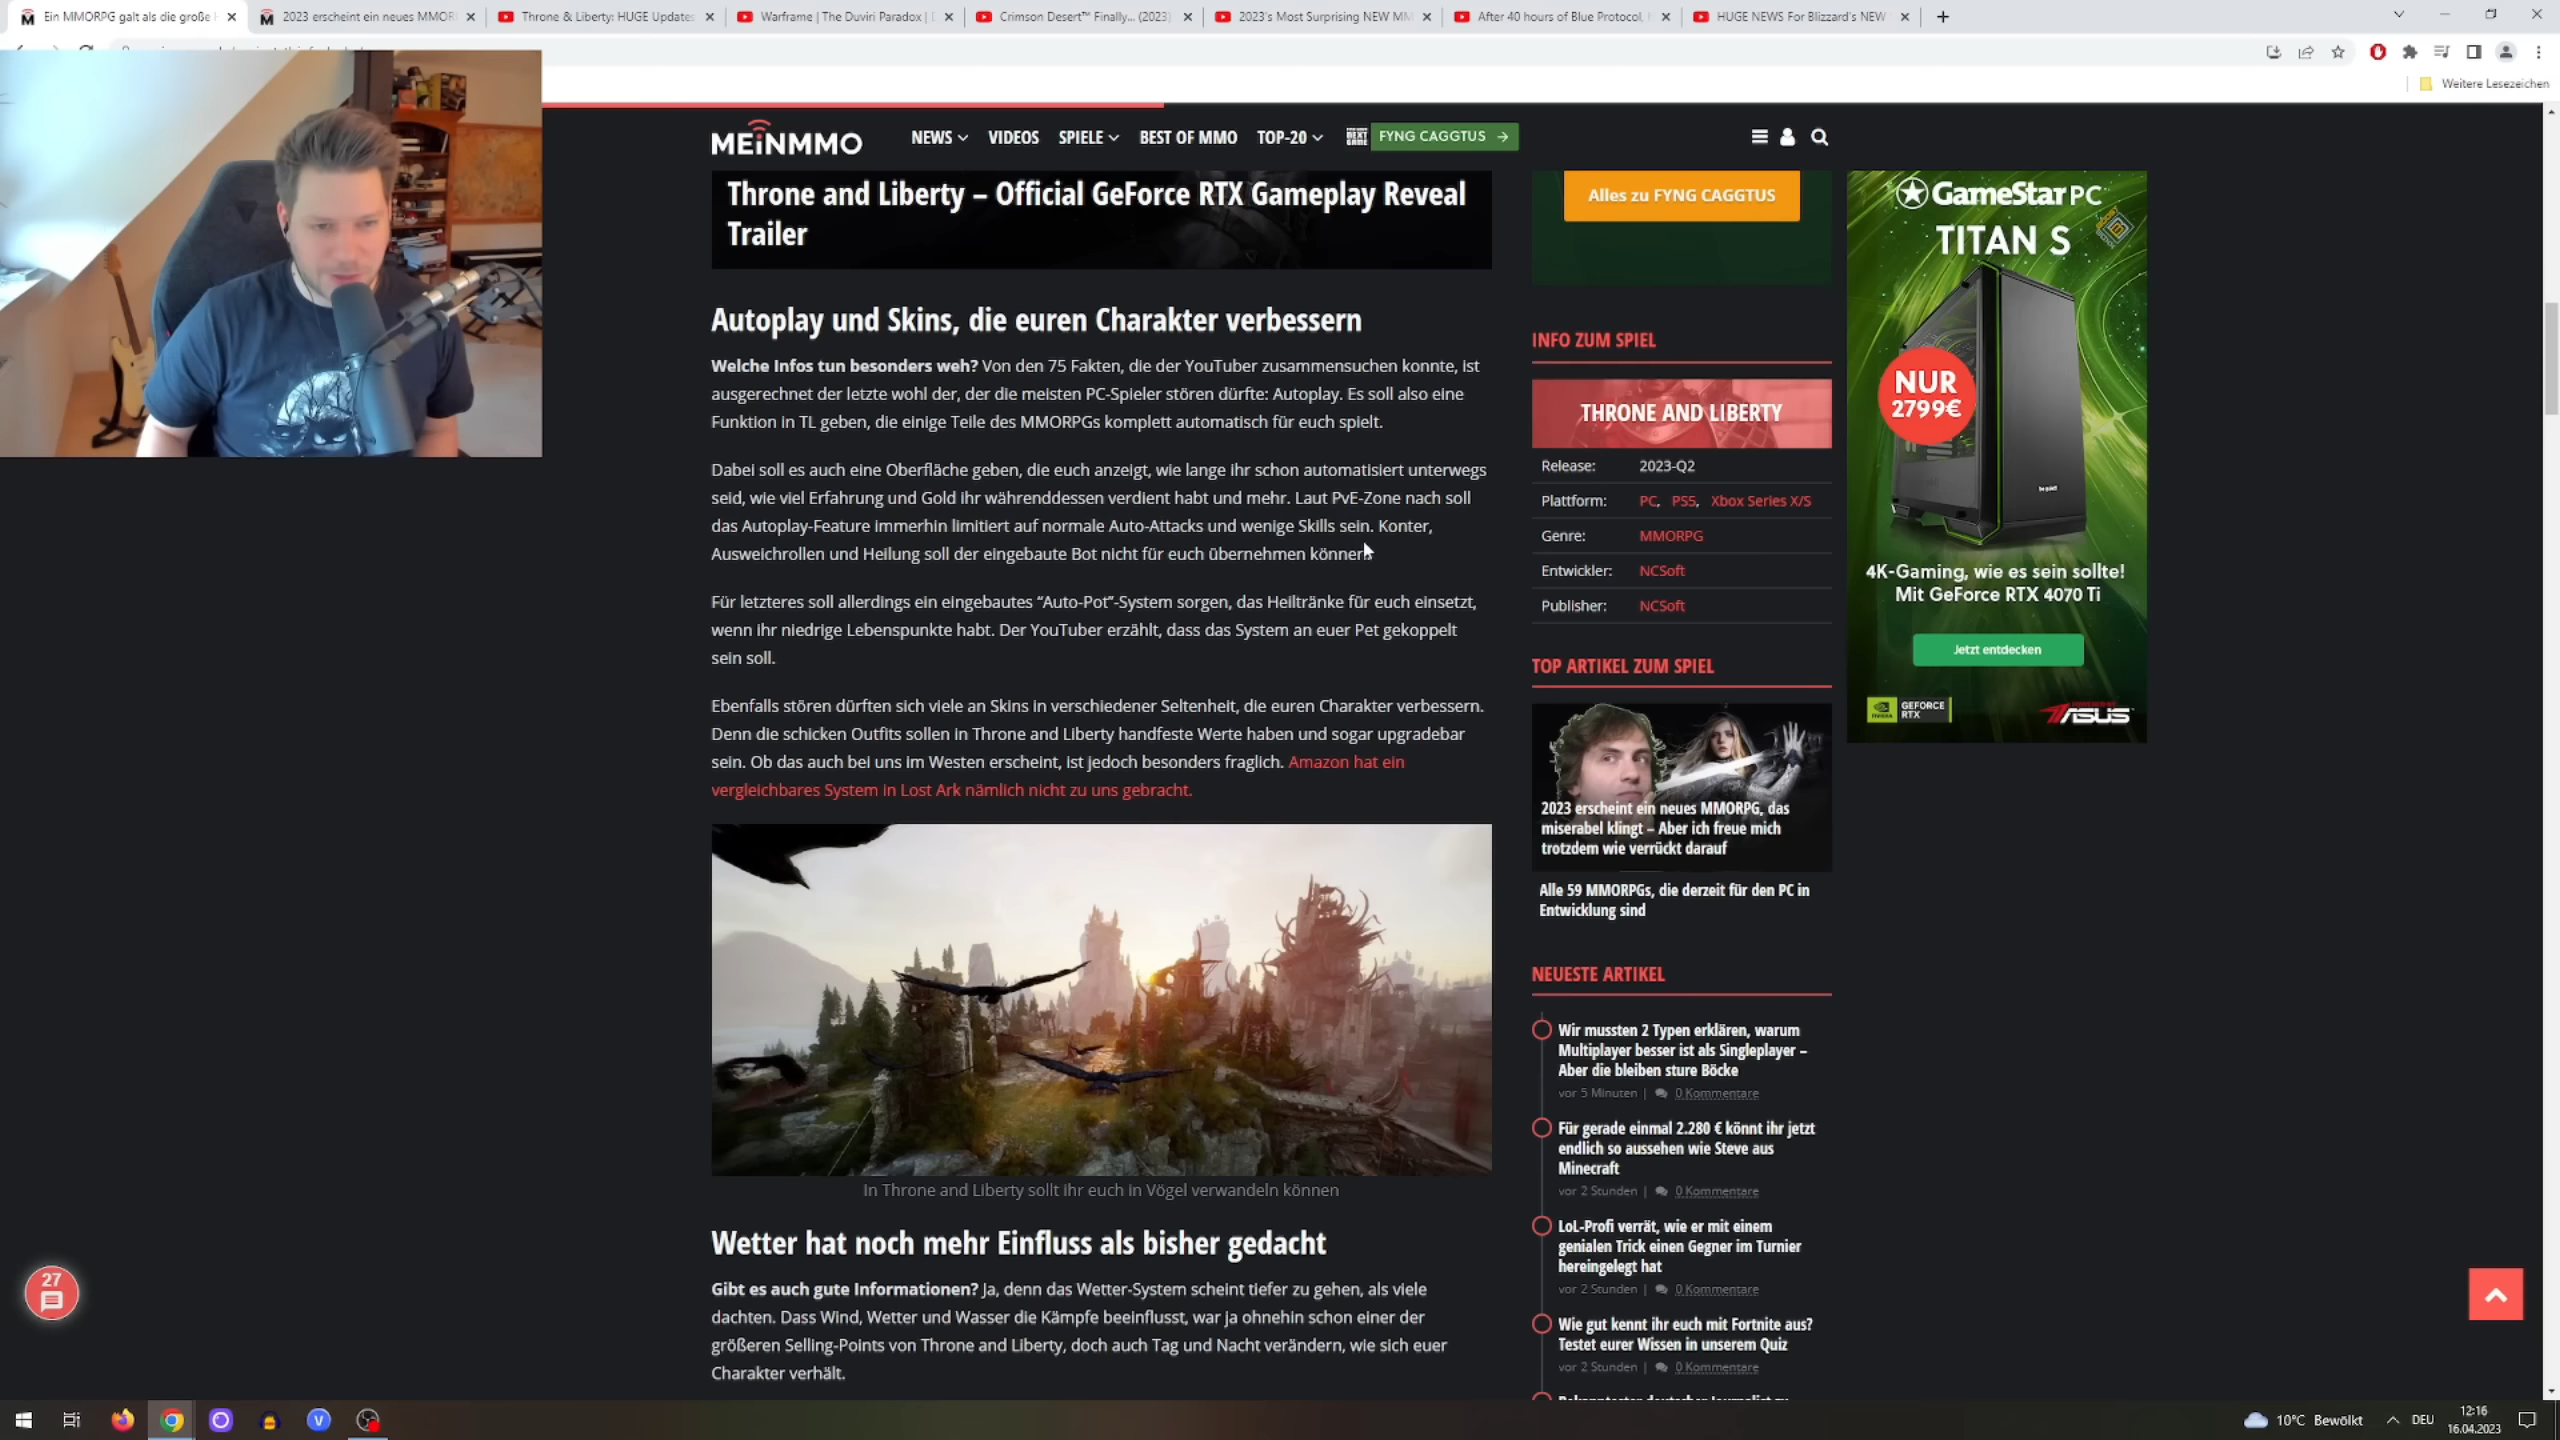 Ein MMORPG galt als die große
2023 erscheint ein neues MMOR
Throne & Liberty: HUGE Updates
Warframe | The Duviri Paradox |
Crimson Desert™ Finally... (2023)
2023's Most Surprising NEW MM
After 40 hours of Blue Protocol,
HUGE NEWS For Blizzard's NEW
Weitere Lesezeichen
MEiNMMO
NEWS
VIDEOS
SPIELE
BEST OF MMO
TOP-20
FYNG CAGGTUS →
Throne and Liberty – Official GeForce RTX Gameplay Reveal
Trailer
Autoplay und Skins, die euren Charakter verbessern
Welche Infos tun besonders weh? Von den 75 Fakten, die der YouTuber zusammensuchen konnte, ist
ausgerechnet der letzte wohl der, der die meisten PC-Spieler stören dürfte: Autoplay. Es soll also eine
Funktion in TL geben, die einige Teile des MMORPGs komplett automatisch für euch spielt.
Dabei soll es auch eine Oberfläche geben, die euch anzeigt, wie lange ihr schon automatisiert unterwegs
seid, wie viel Erfahrung und Gold ihr währenddessen verdient habt und mehr. Laut PvE-Zone nach soll
das Autoplay-Feature immerhin limitiert auf normale Auto-Attacks und wenige Skills sein. Konter,
Ausweichrollen und Heilung soll der eingebaute Bot nicht für euch übernehmen können.
Für letzteres soll allerdings ein eingebautes “Auto-Pot”-System sorgen, das Heiltränke für euch einsetzt,
wenn ihr niedrige Lebenspunkte habt. Der YouTuber erzählt, dass das System an euer Pet gekoppelt
sein soll.
Ebenfalls stören dürften sich viele an Skins in verschiedener Seltenheit, die euren Charakter verbessern.
Denn die schicken Outfits sollen in Throne and Liberty handfeste Werte haben und sogar upgradebar
sein. Ob das auch bei uns im Westen erscheint, ist jedoch besonders fraglich. Amazon hat ein
vergleichbares System in Lost Ark nämlich nicht zu uns gebracht.
In Throne and Liberty sollt ihr euch in Vögel verwandeln können
Wetter hat noch mehr Einfluss als bisher gedacht
Gibt es auch gute Informationen? Ja, denn das Wetter-System scheint tiefer zu gehen, als viele
dachten. Dass Wind, Wetter und Wasser die Kämpfe beeinflusst, war ja ohnehin schon einer der
größeren Selling-Points von Throne and Liberty, doch auch Tag und Nacht verändern, wie sich euer
Charakter verhält.
Alles zu FYNG CAGGTUS
INFO ZUM SPIEL
THRONE AND LIBERTY
Release: 2023-Q2
Plattform: PC, PS5, Xbox Series X/S
Genre: MMORPG
Entwickler: NCSoft
Publisher: NCSoft
TOP ARTIKEL ZUM SPIEL
2023 erscheint ein neues MMORPG, das
miserabel klingt – Aber ich freue mich
trotzdem wie verrückt darauf
Alle 59 MMORPGs, die derzeit für den PC in
Entwicklung sind
NEUESTE ARTIKEL
Wir mussten 2 Typen erklären, warum
Multiplayer besser ist als Singleplayer –
Aber die bleiben sture Böcke
vor 5 Minuten | 0 Kommentare
Für gerade einmal 2.280 € könnt ihr jetzt
endlich so aussehen wie Steve aus
Minecraft
vor 2 Stunden | 0 Kommentare
LoL-Profi verrät, wie er mit einem
genialen Trick einen Gegner im Turnier
hereingelegt hat
vor 2 Stunden | 0 Kommentare
Wie gut kennt ihr euch mit Fortnite aus?
Testet eurer Wissen in unserem Quiz
vor 2 Stunden | 0 Kommentare
GameStar PC
TITAN S
NUR
2799€
be quiet!
4K-Gaming, wie es sein sollte!
Mit GeForce RTX 4070 Ti
Jetzt entdecken
NVIDIA
GEFORCE
RTX
ASUS
27
10°C Bewölkt
DEU
12:16
16.04.2023